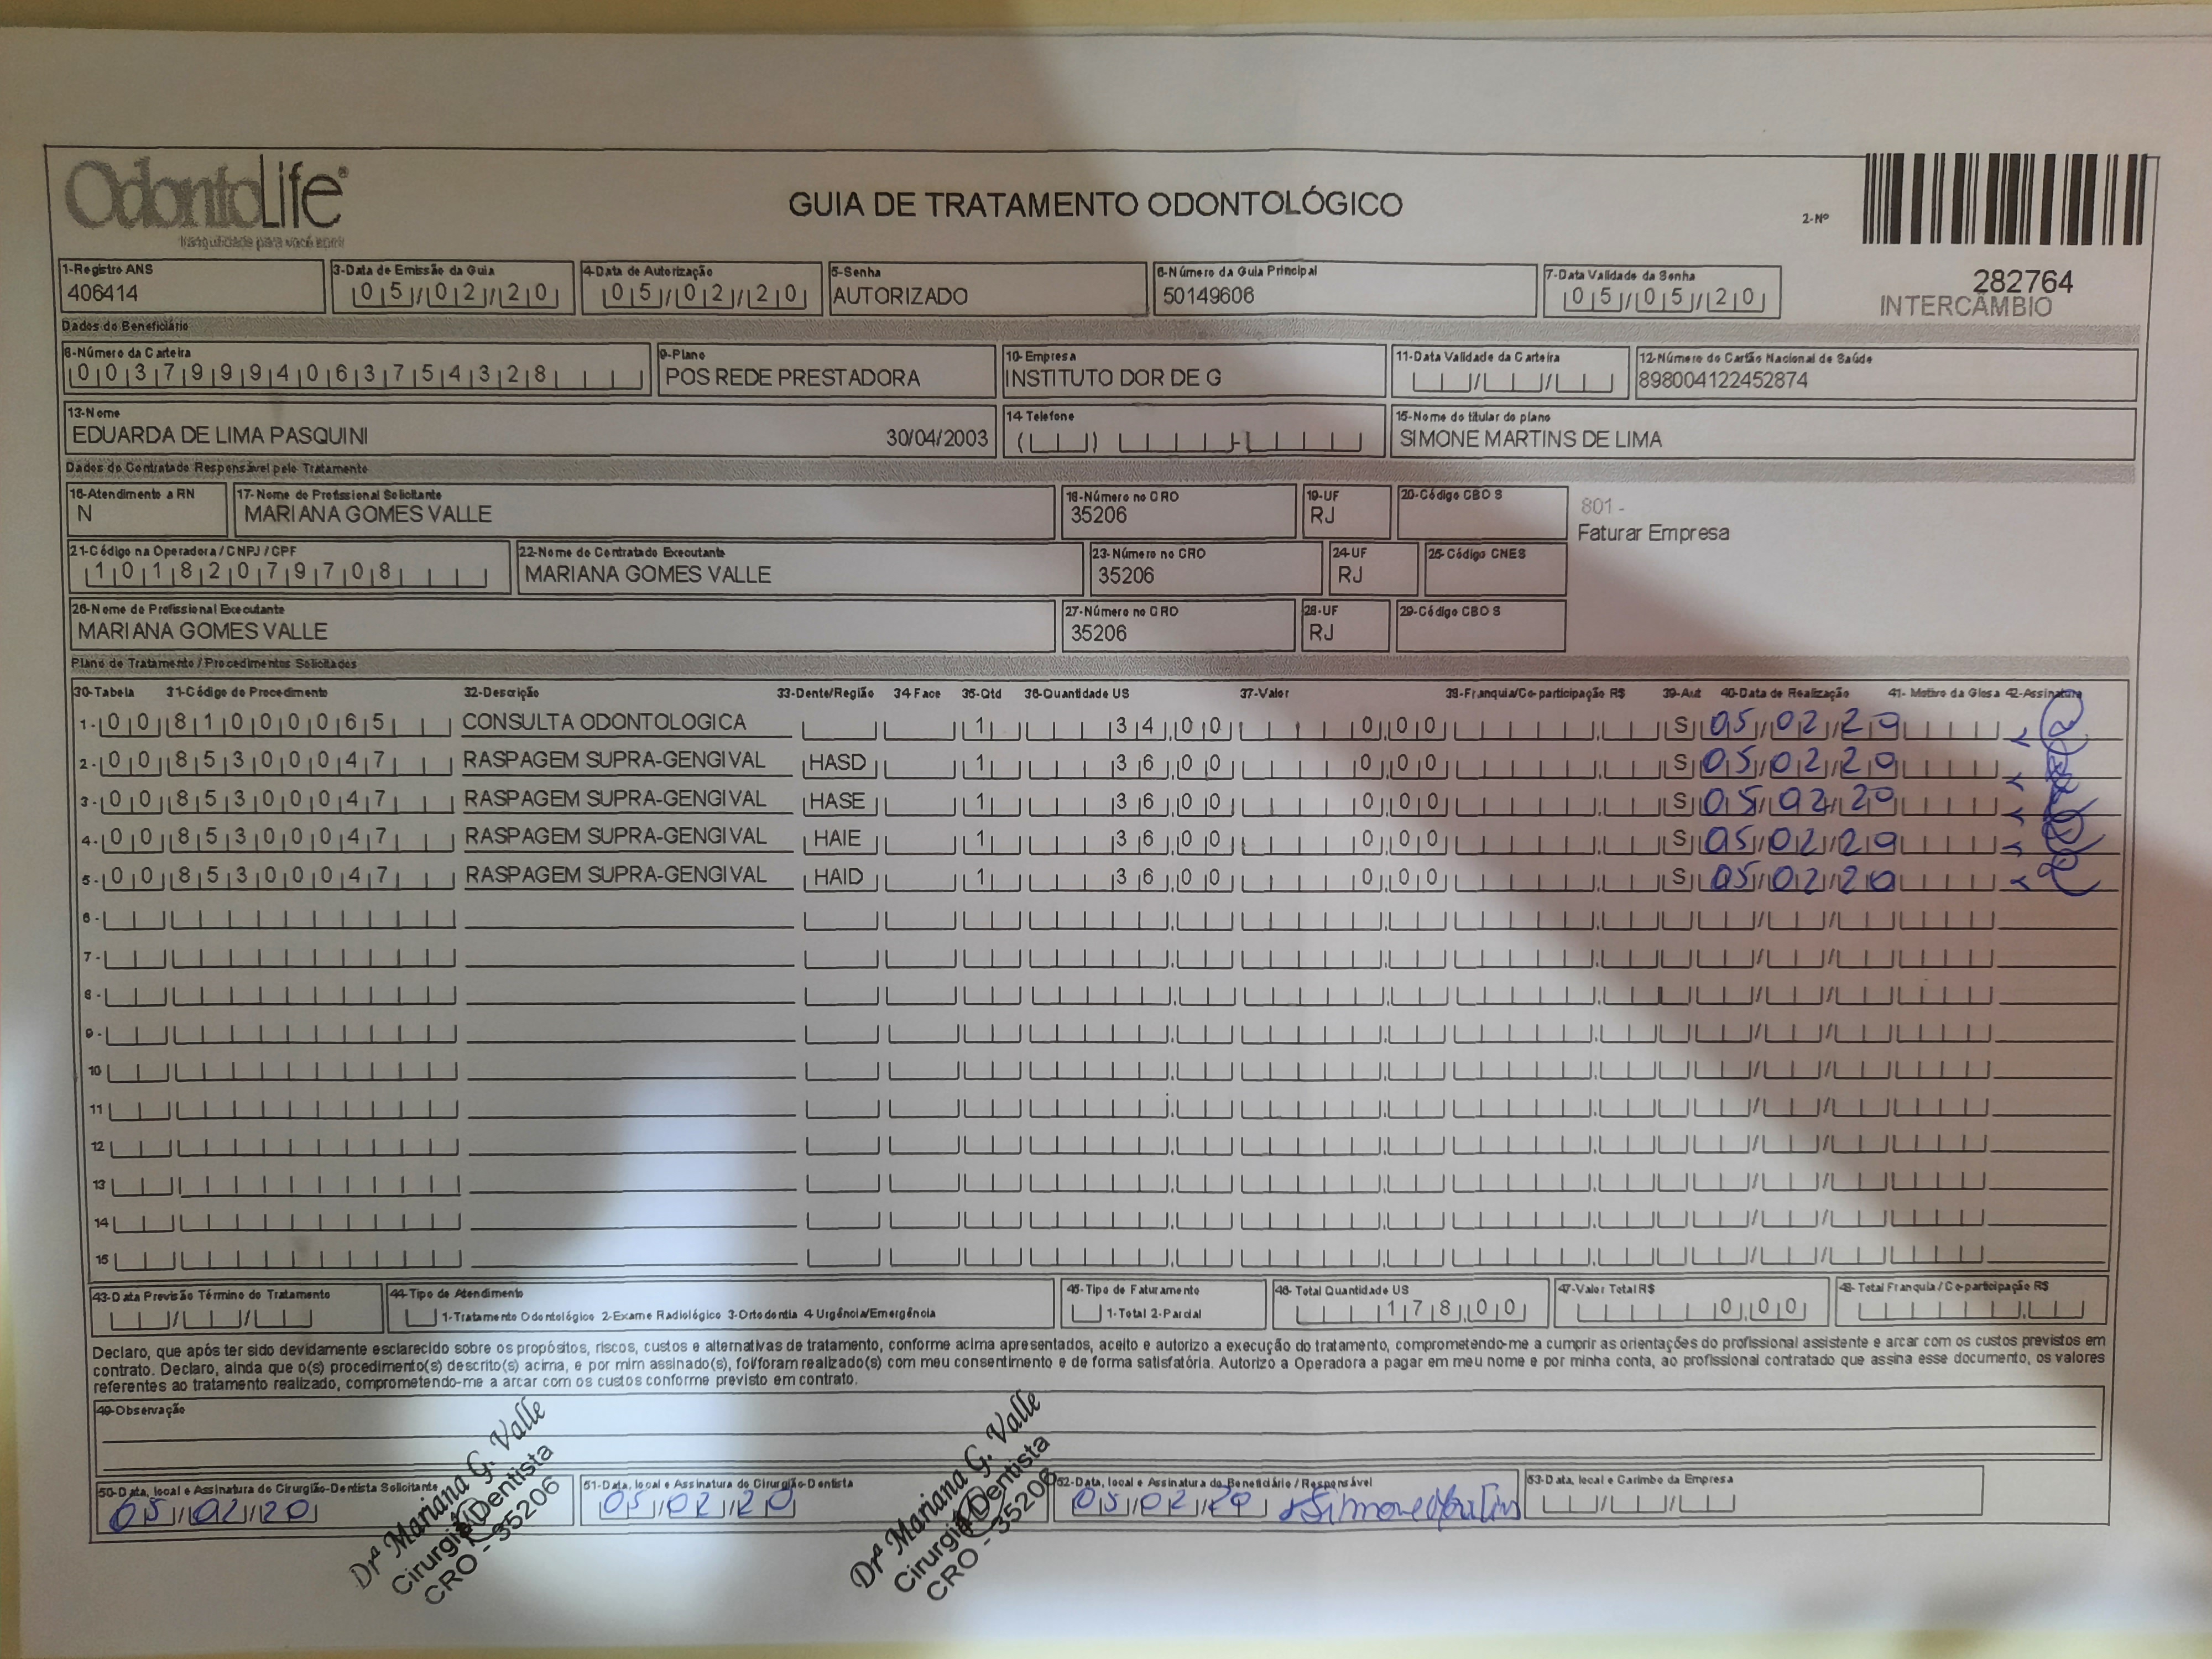 OdontoLife®
tranquilidade para você sorrir
GUIA DE TRATAMENTO ODONTOLÓGICO
2-Nº
282764
INTERCÂMBIO
1-Registro ANS
406414
3-Data de Emissão da Guia
05/02/20
4-Data de Autorização
05/02/20
5-Senha
AUTORIZADO
6-Número da Guia Principal
50149606
7-Data Validade da Senha
05/05/20
Dados do Beneficiário
8-Número da Carteira
00379994063754328
9-Plano
POS REDE PRESTADORA
10- Empresa
INSTITUTO DOR DE G
11-Data Validade da Carteira
12-Número do Cartão Nacional de Saúde
898004122452874
13-Nome
EDUARDA DE LIMA PASQUINI 30/04/2003
14 Telefone
15-Nome do titular do plano
SIMONE MARTINS DE LIMA
Dados do Contratado Responsável pelo Tratamento
16-Atendimento a RN
N
17-Nome do Profissional Solicitante
MARIANA GOMES VALLE
18-Número no CRO
35206
19-UF
RJ
20-Código CBO S
801 -
Faturar Empresa
21-Código na Operadora / CNPJ / CPF
10182079708
22-Nome do Contratado Executante
MARIANA GOMES VALLE
23-Número no CRO
35206
24-UF
RJ
25-Código CNES
26-Nome do Profissional Executante
MARIANA GOMES VALLE
27-Número no CRO
35206
28-UF
RJ
29-Código CBO S
Plano de Tratamento / Procedimentos Solicitados
30-Tabela 31-Código do Procedimento 32-Descrição 33-Dente/Região 34 Face 35-Qtd 36-Quantidade US 37-Valor 38-Franquia/Co-participação R$ 39-Aut 40-Data de Realização 41- Motivo da Glosa 42-Assinatura
1- 00 81000065 CONSULTA ODONTOLOGICA 1 34,00 0,00 S 05/02/20
2- 00 85300047 RASPAGEM SUPRA-GENGIVAL HASD 1 36,00 0,00 S 05/02/20
3- 00 85300047 RASPAGEM SUPRA-GENGIVAL HASE 1 36,00 0,00 S 05/02/20
4- 00 85300047 RASPAGEM SUPRA-GENGIVAL HAIE 1 36,00 0,00 S 05/02/20
5- 00 85300047 RASPAGEM SUPRA-GENGIVAL HAID 1 36,00 0,00 S 05/02/20
6-
7-
8-
9-
10
11
12
13
14
15
43-Data Previsão Término do Tratamento
44-Tipo de Atendimento
1-Tratamento Odontológico 2-Exame Radiológico 3-Ortodontia 4 Urgência/Emergência
45-Tipo de Faturamento
1-Total 2-Parcial
46- Total Quantidade US
178,00
47-Valor Total R$
0,00
48- Total Franquia / Co-participação R$
Declaro, que após ter sido devidamente esclarecido sobre os propósitos, riscos, custos e alternativas de tratamento, conforme acima apresentados, aceito e autorizo a execução do tratamento, comprometendo-me a cumprir as orientações do profissional assistente e arcar com os custos previstos em
contrato. Declaro, ainda que o(s) procedimento(s) descrito(s) acima, e por mim assinado(s), foi/foram realizado(s) com meu consentimento e de forma satisfatória. Autorizo a Operadora a pagar em meu nome e por minha conta, ao profissional contratado que assina esse documento, os valores
referentes ao tratamento realizado, comprometendo-me a arcar com os custos conforme previsto em contrato.
49-Observação
50-Data, local e Assinatura do Cirurgião-Dentista Solicitante
05/02/20
Drª Mariana G. Valle
Cirurgiã Dentista
CRO - 35206
51-Data, local e Assinatura do Cirurgião-Dentista
05/02/20
Drª Mariana G. Valle
Cirurgiã Dentista
CRO - 35206
52-Data, local e Assinatura do Beneficiário / Responsável
05/02/20 Simone
53-Data, local e Carimbo da Empresa